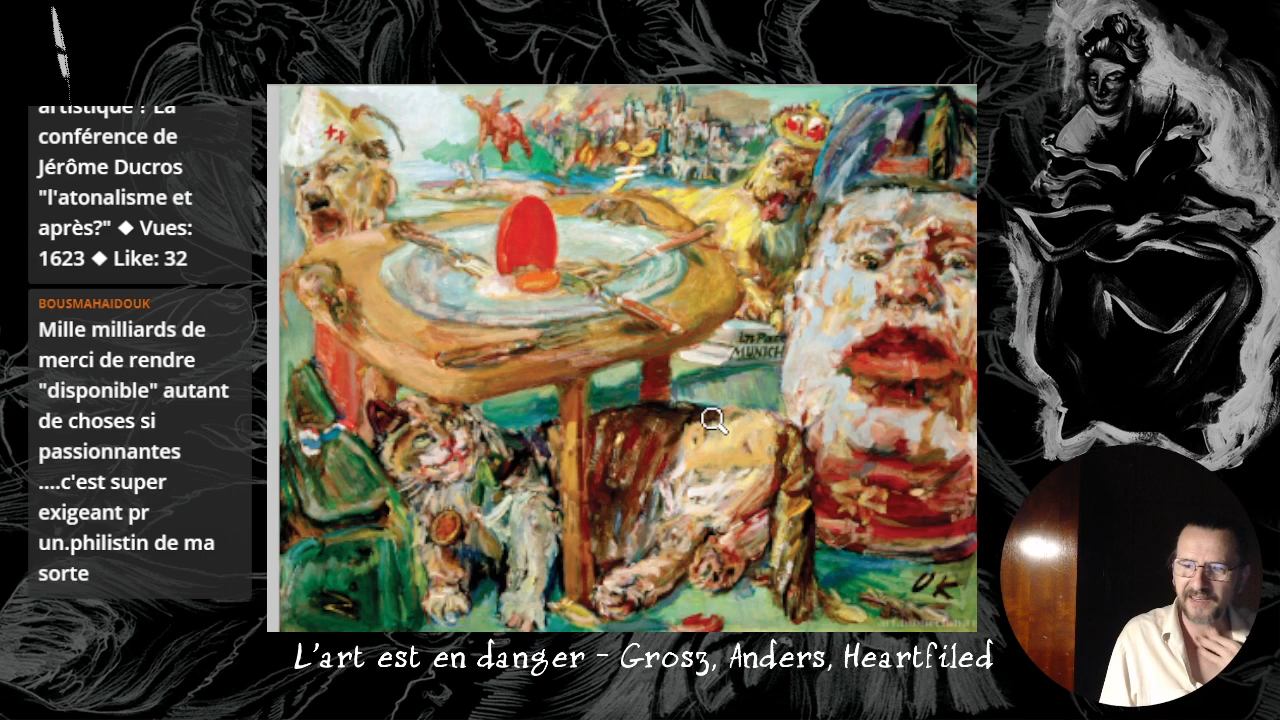 artistique ! La
conférence de
Jérôme Ducros
"l'atonalisme et
après?" ◆ Vues:
1623 ◆ Like: 32
BOUSMAHAIDOUK
Mille milliards de
merci de rendre
"disponible" autant
de choses si
passionnantes
....c'est super
exigeant pr
un.philistin de ma
sorte
MUNICH
OK
L'art est en danger - Grosz, Anders, Heartfiled